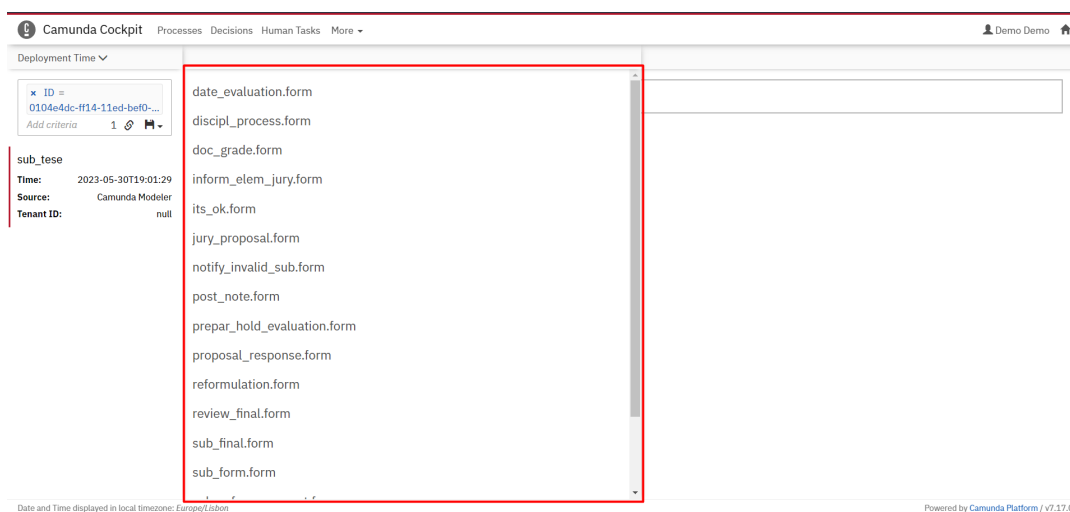 Camunda Cockpit Processes Decisions Human Tasks More Demo Demo
Deployment Time
× ID =
0104e4dc-ff14-11ed-bef0-...
Add criteria 1
sub_tese
Time: 2023-05-30T19:01:29
Source: Camunda Modeler
Tenant ID: null
date_evaluation.form
discipl_process.form
doc_grade.form
inform_elem_jury.form
its_ok.form
jury_proposal.form
notify_invalid_sub.form
post_note.form
prepar_hold_evaluation.form
proposal_response.form
reformulation.form
review_final.form
sub_final.form
sub_form.form
Date and Time displayed in local timezone: Europe/Lisbon
Powered by Camunda Platform / v7.17.0